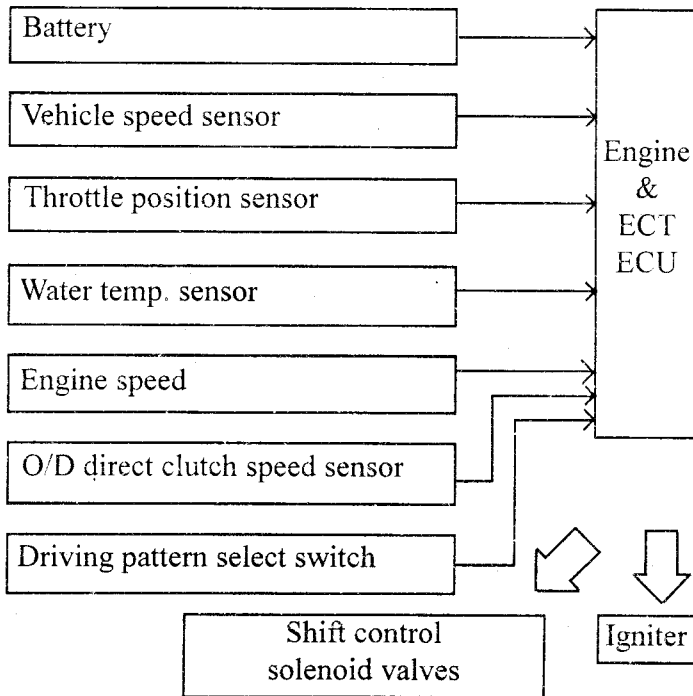 Battery
Vehicle speed sensor
Throttle position sensor
Water temp. sensor
Engine speed
O/D direct clutch speed sensor
Driving pattern select switch
Engine
&
ECT
ECU
Shift control
solenoid valves
Igniter